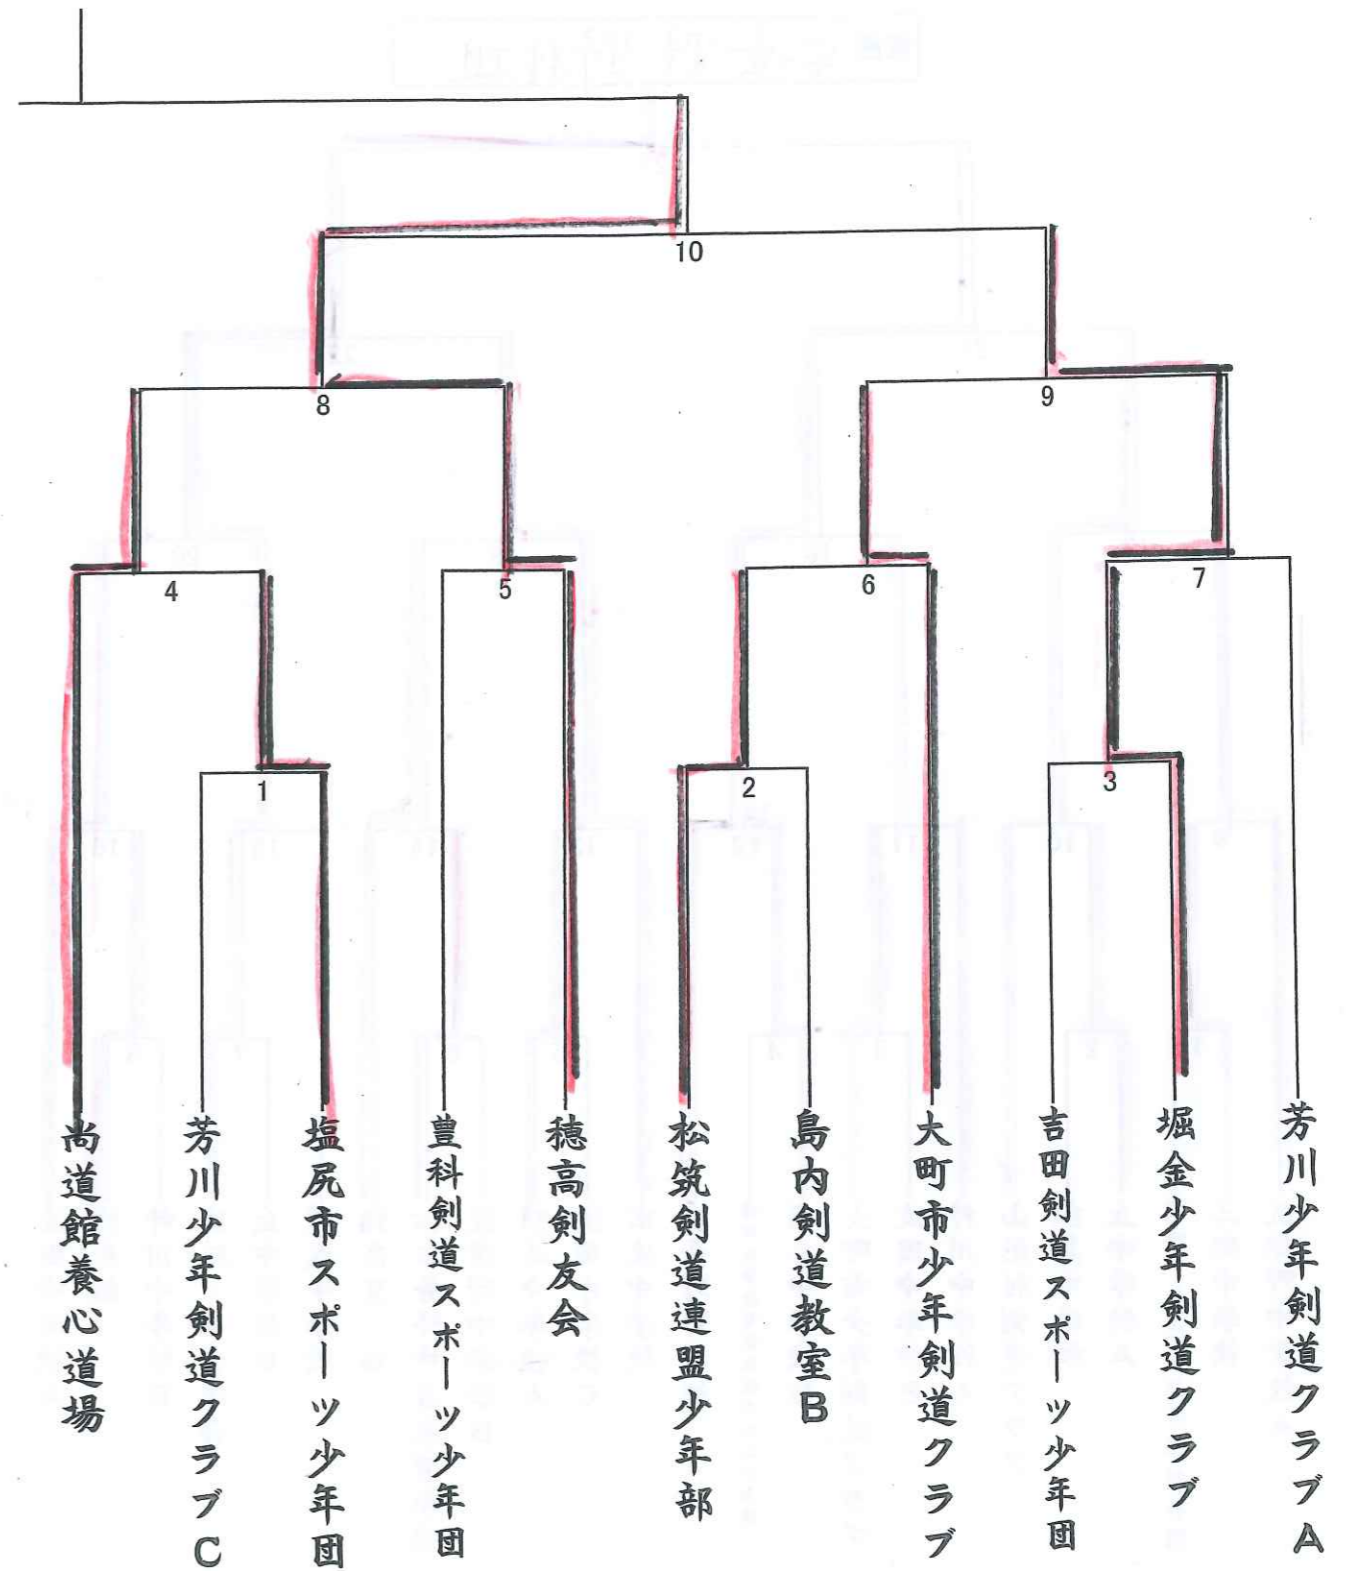 10
8
9
4
5
6
7
1
2
3
尚道館養心道場
芳川少年剣道クラブC
塩尻市スポーツ少年団
豊科剣道スポーツ少年団
穂高剣友会
松筑剣道連盟少年部
島内剣道教室B
大町市少年剣道クラブ
吉田剣道スポーツ少年団
堀金少年剣道クラブ
芳川少年剣道クラブA